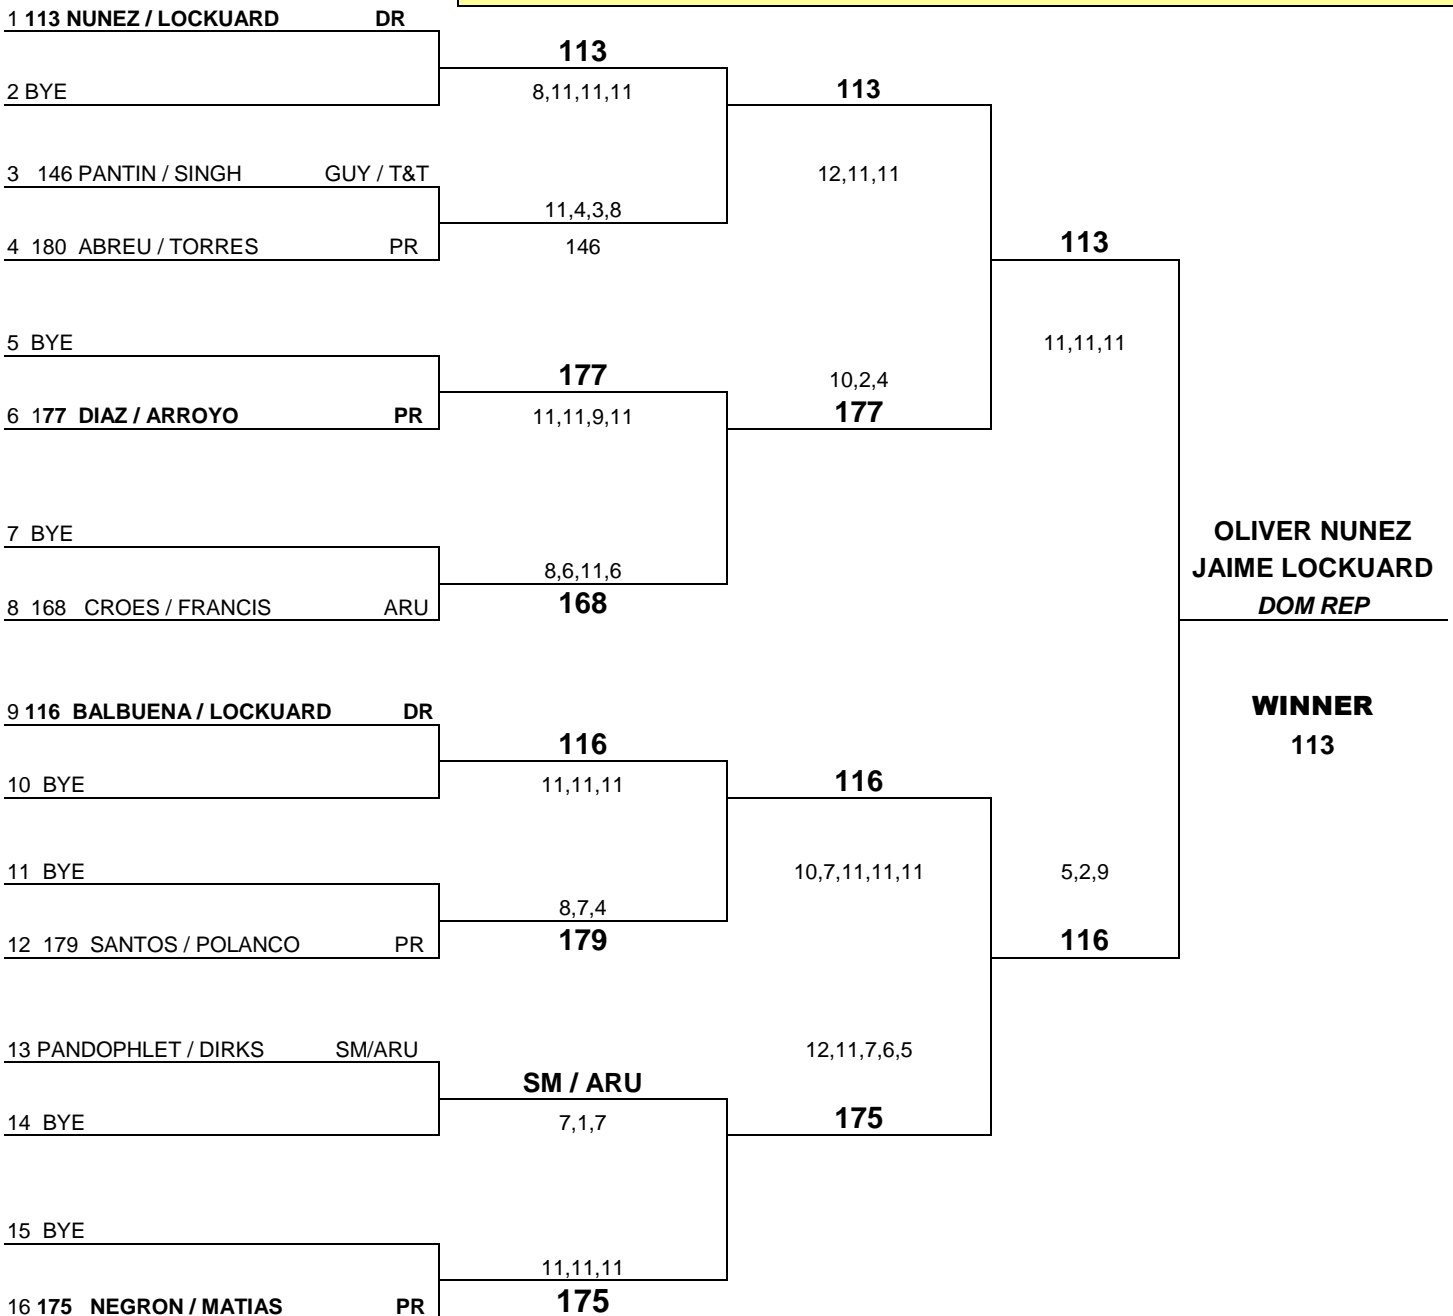 1 113 NUNEZ / LOCKUARD DR
113
2 BYE
8,11,11,11
113
3 146 PANTIN / SINGH GUY / T&T
12,11,11
11,4,3,8
4 180 ABREU / TORRES PR
146
113
5 BYE
11,11,11
177
10,2,4
6 177 DIAZ / ARROYO PR
11,11,9,11
177
7 BYE
OLIVER NUNEZ
8,6,11,6
JAIME LOCKUARD
8 168 CROES / FRANCIS ARU
168
DOM REP
9 116 BALBUENA / LOCKUARD DR
WINNER
116
113
10 BYE
11,11,11
116
11 BYE
10,7,11,11,11
5,2,9
8,7,4
12 179 SANTOS / POLANCO PR
179
116
13 PANDOPHLET / DIRKS SM/ARU
12,11,7,6,5
SM / ARU
14 BYE
7,1,7
175
15 BYE
11,11,11
16 175 NEGRON / MATIAS PR
175